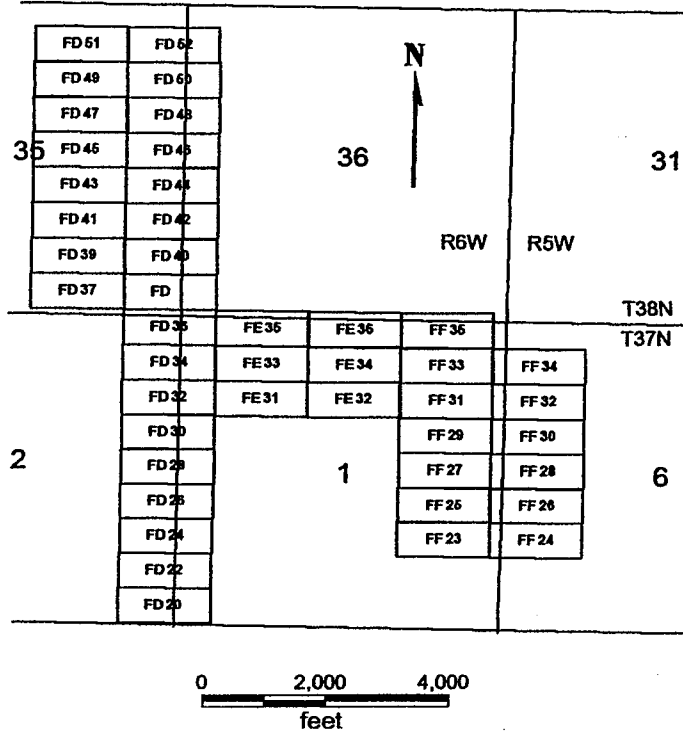 FD 51 FD 52
N
FD 49 FD 50
FD 47 FD 48
35 FD 45 FD 46 36 31
FD 43 FD 44
FD 41 FD 42
R6W R5W
FD 39 FD 40
FD 37 FD
T38N
FD 36 FE 35 FE 36 FF 35
T37N
FD 34 FE 33 FE 34 FF 33 FF 34
FD 32 FE 31 FE 32 FF 31 FF 32
FD 30 FF 29 FF 30
2 FD 28 1 FF 27 FF 28 6
FD 26 FF 25 FF 26
FD 24 FF 23 FF 24
FD 22
FD 20
0 2,000 4,000
feet